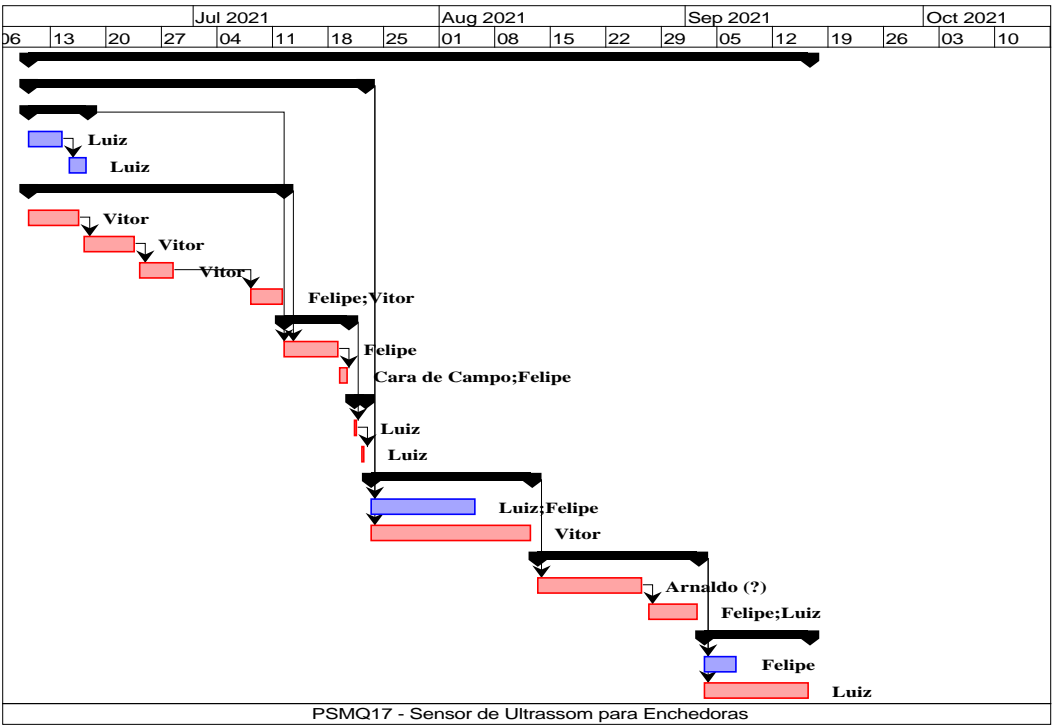 Jul 2021 Aug 2021 Sep 2021 Oct 2021
06 13 20 27 04 11 18 25 01 08 15 22 29 05 12 19 26 03 10
Luiz
Luiz
Vitor
Vitor
Vitor
Felipe;Vitor
Felipe
Cara de Campo;Felipe
Luiz
Luiz
Luiz;Felipe
Vitor
Arnaldo (?)
Felipe;Luiz
Felipe
Luiz
PSMQ17 - Sensor de Ultrassom para Enchedoras